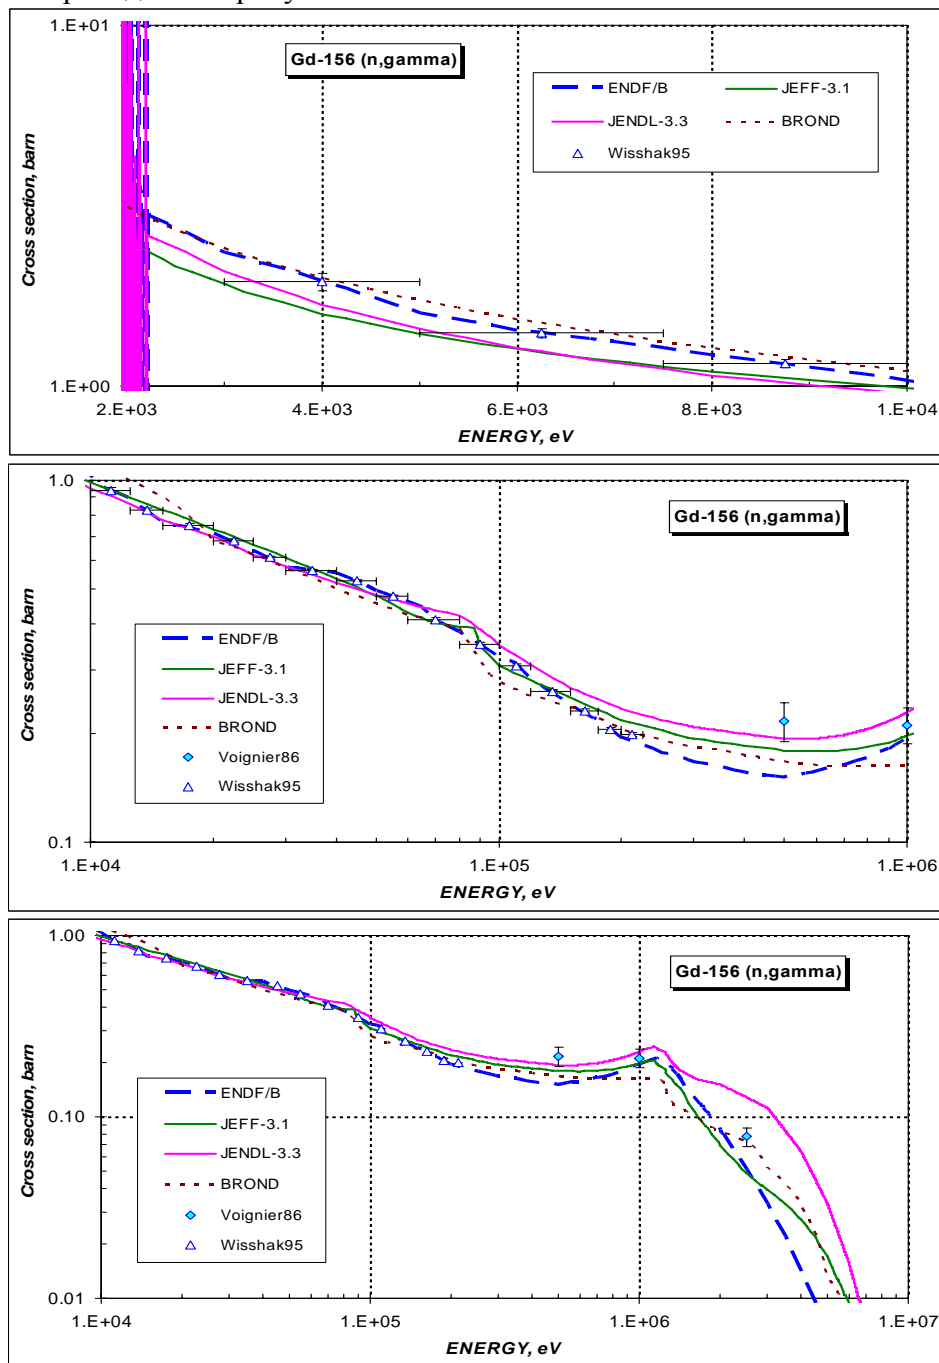 1.E+01
Gd-156 (n,gamma)
ENDF/B
JEFF-3.1
JENDL-3.3
BROND
Wisshak95
Cross section, barn
1.E+00
2.E+03
4.E+03
6.E+03
8.E+03
1.E+04
ENERGY, eV
1.0
Gd-156 (n,gamma)
Cross section, barn
ENDF/B
JEFF-3.1
JENDL-3.3
BROND
Voignier86
Wisshak95
0.1
1.E+04
1.E+05
1.E+06
ENERGY, eV
1.00
Gd-156 (n,gamma)
Cross section, barn
0.10
ENDF/B
JEFF-3.1
JENDL-3.3
BROND
Voignier86
Wisshak95
0.01
1.E+04
1.E+05
1.E+06
1.E+07
ENERGY, eV